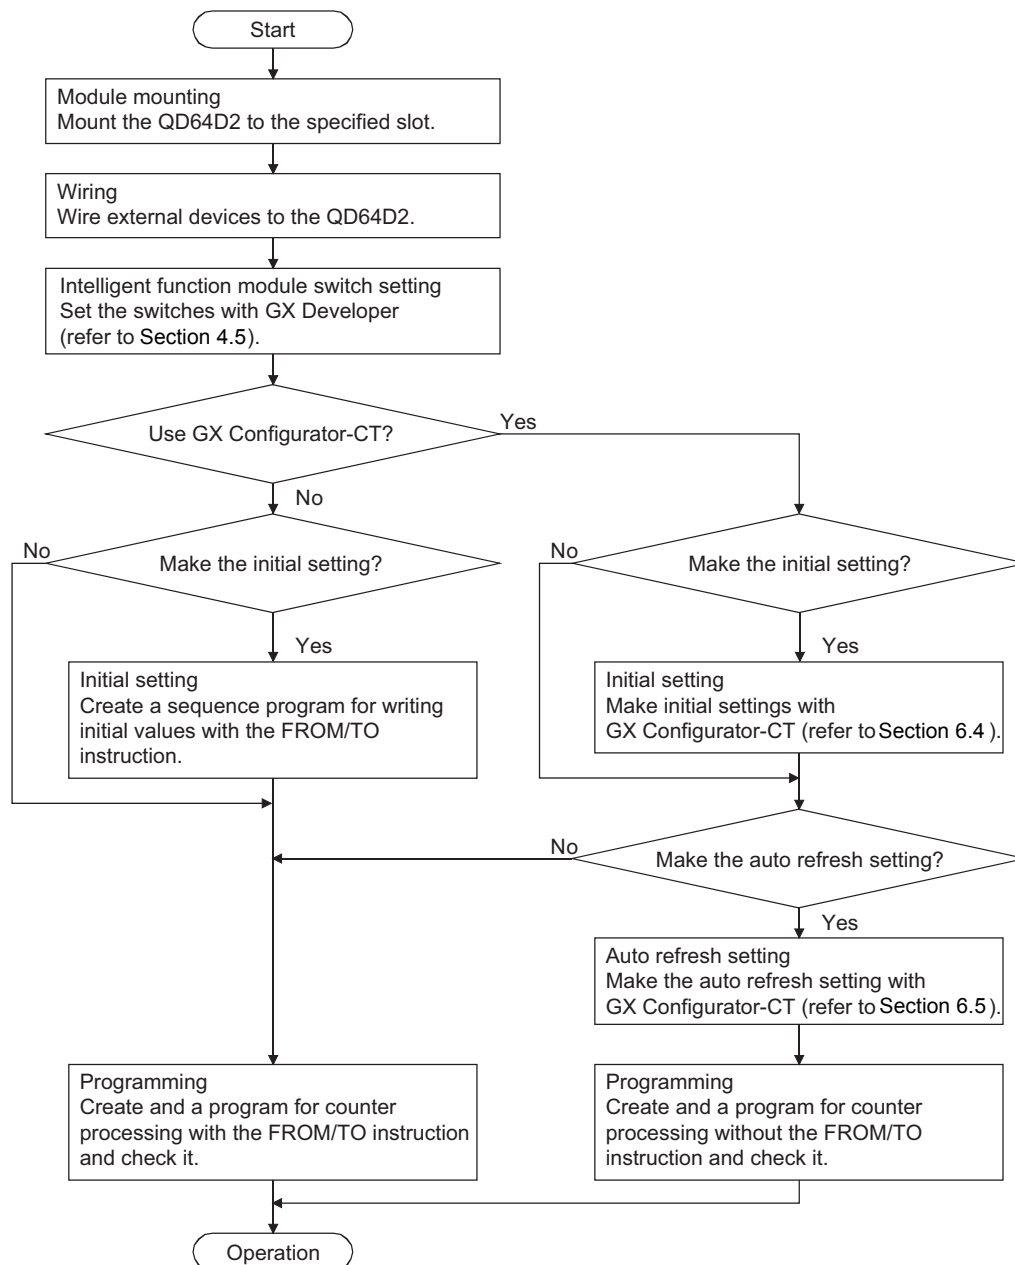 Start
Module mounting
Mount the QD64D2 to the specified slot.
Wiring
Wire external devices to the QD64D2.
Intelligent function module switch setting
Set the switches with GX Developer
(refer to Section 4.5).
Use GX Configurator-CT?
Yes
No
No
Make the initial setting?
No
Make the initial setting?
Yes
Yes
Initial setting
Create a sequence program for writing
initial values with the FROM/TO
instruction.
Initial setting
Make initial settings with
GX Configurator-CT (refer to Section 6.4 ).
No
Make the auto refresh setting?
Yes
Auto refresh setting
Make the auto refresh setting with
GX Configurator-CT (refer to Section 6.5 ).
Programming
Create and a program for counter
processing with the FROM/TO instruction
and check it.
Programming
Create and a program for counter
processing without the FROM/TO
instruction and check it.
Operation